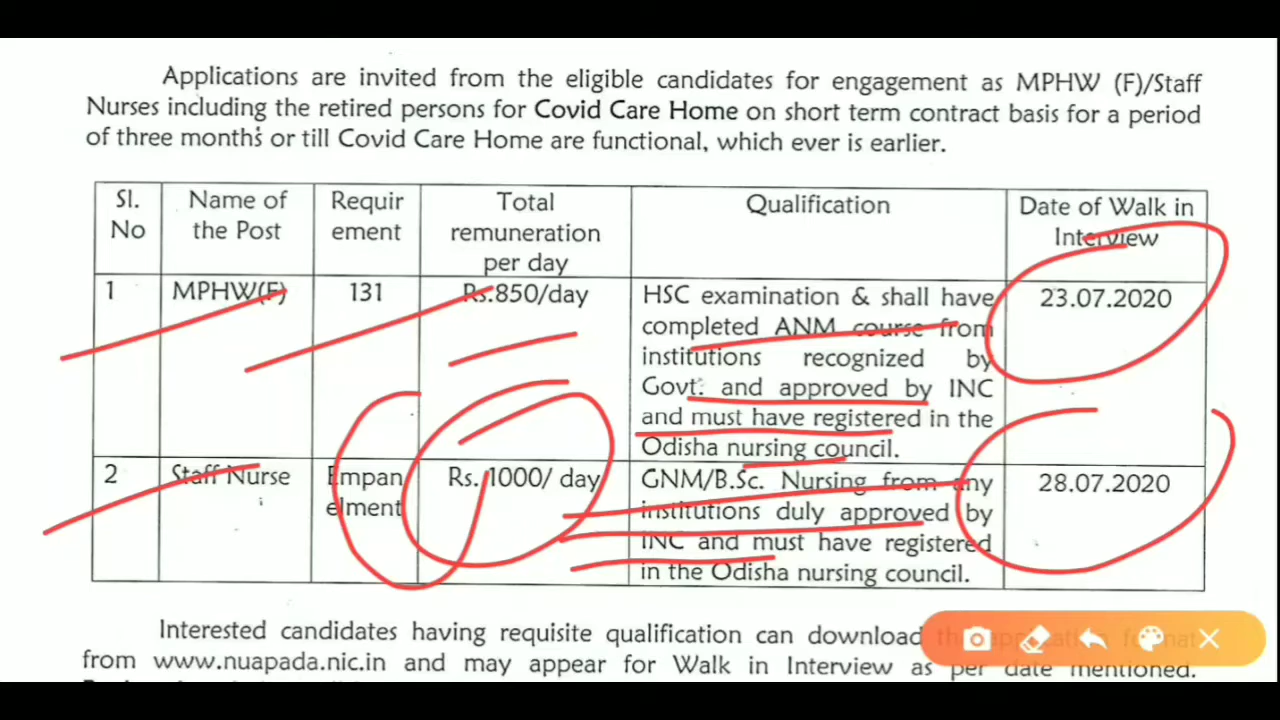 Applications are invited from the eligible candidates for engagement as MPHW (F)/Staff
Nurses including the retired persons for Covid Care Home on short term contract basis for a period
of three months or till Covid Care Home are functional, which ever is earlier.
Sl. No
Name of the Post
Requir ement
Total remuneration per day
Qualification
Date of Walk in Interview
1
MPHW(F)
131
Rs.850/day
HSC examination & shall have
completed ANM course from
institutions recognized by
Govt. and approved by INC
and must have registered in the
Odisha nursing council.
23.07.2020
2
Staff Nurse
Empan elment
Rs. 1000/ day
GNM/B.Sc. Nursing from any
institutions duly approved by
INC and must have registered
in the Odisha nursing council.
28.07.2020
Interested candidates having requisite qualification can download the application format
from www.nuapada.nic.in and may appear for Walk in Interview as per date mentioned.